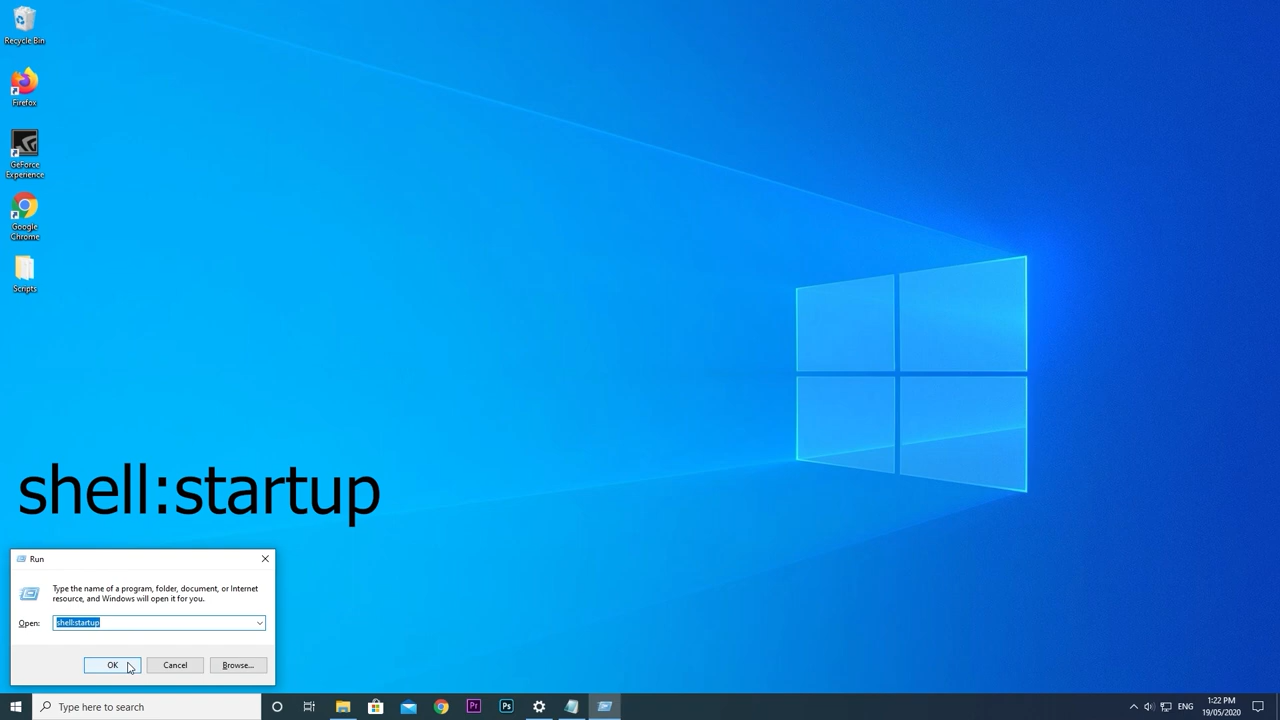 Recycle Bin
Firefox
GeForce
Experience
Google
Chrome
Scripts
shell:startup
Run
Type the name of a program, folder, document, or Internet
resource, and Windows will open it for you.
Open:
shell:startup
OK
Cancel
Browse...
Type here to search
Pr
Ps
ENG
1:22 PM
19/05/2020